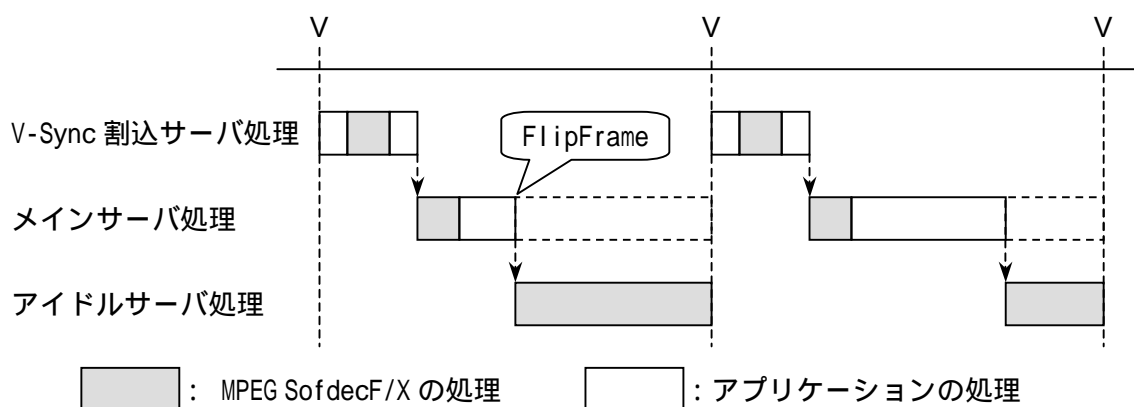 V V V
V-Sync 割込サーバ処理
FlipFrame
メインサーバ処理
アイドルサーバ処理
: MPEG SofdecF/X の処理 : アプリケーションの処理